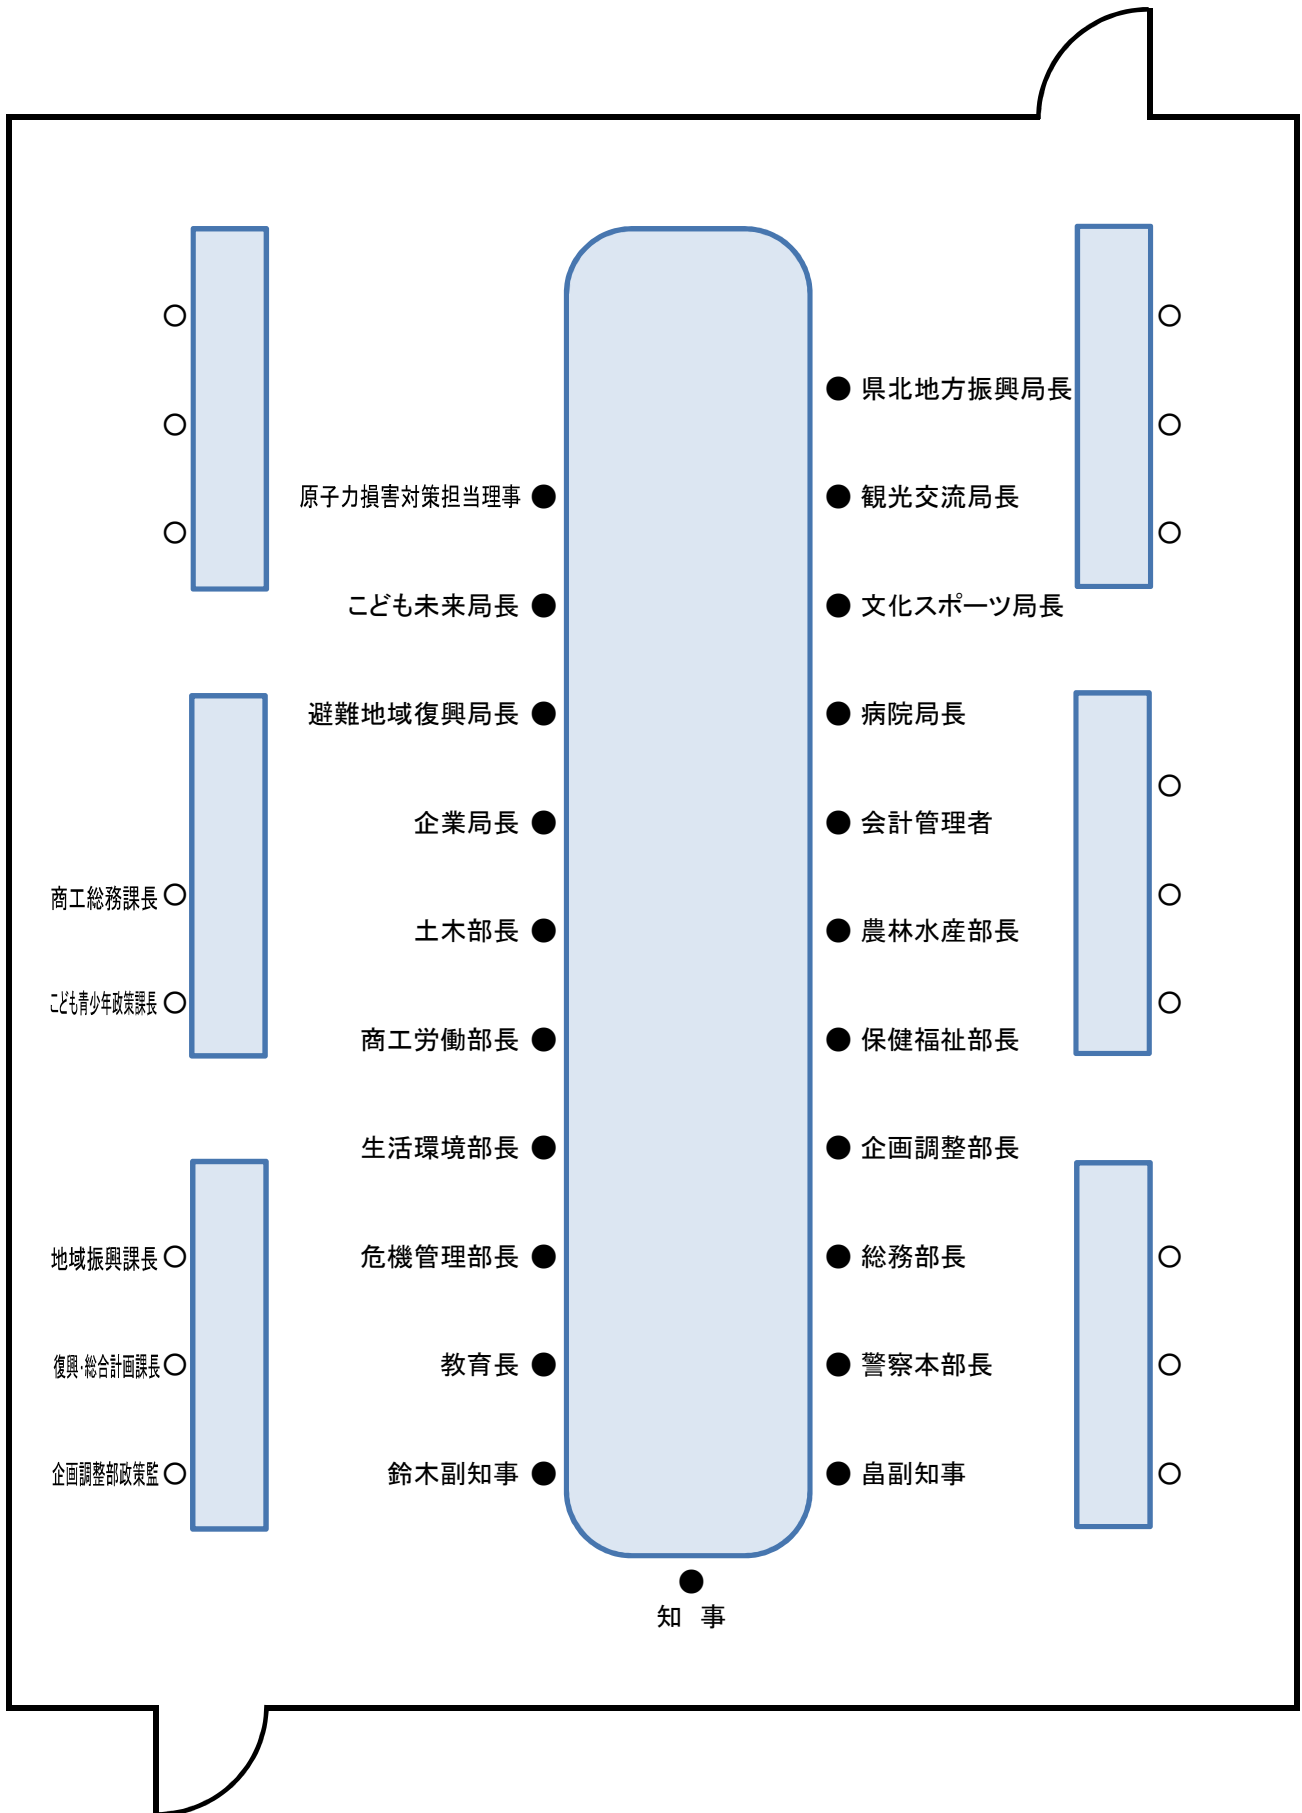 県北地方振興局長
原子力損害対策担当理事
観光交流局長
こども未来局長
文化スポーツ局長
避難地域復興局長
病院局長
企業局長
会計管理者
商工総務課長
土木部長
農林水産部長
こども青少年政策課長
商工労働部長
保健福祉部長
生活環境部長
企画調整部長
地域振興課長
危機管理部長
総務部長
復興・総合計画課長
教育長
警察本部長
企画調整部政策監
鈴木副知事
畠副知事
知　事